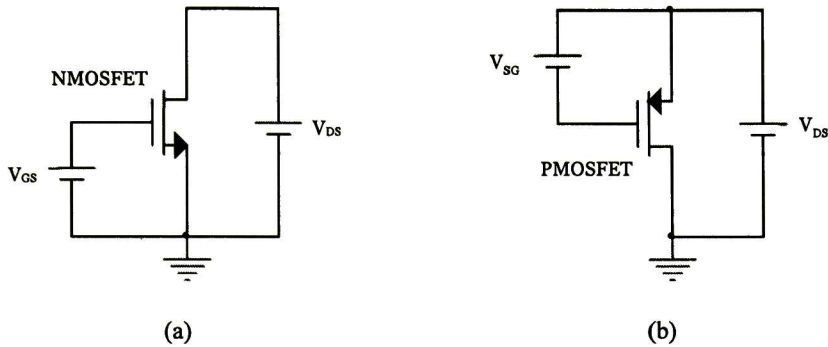 NMOSFET
V_GS
V_DS
(a)
V_SG
PMOSFET
V_DS
(b)